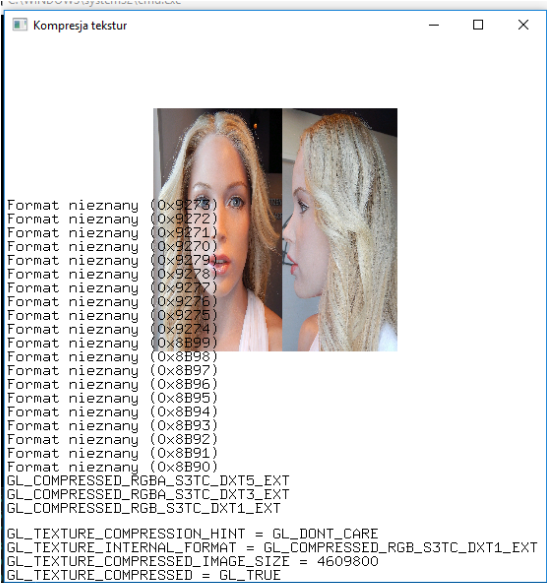 C:\WINDOWS\system32\cmd.exe
Kompresja tekstur
Format nieznany (0x9273)
Format nieznany (0x9272)
Format nieznany (0x9271)
Format nieznany (0x9270)
Format nieznany (0x9279)
Format nieznany (0x9278)
Format nieznany (0x9277)
Format nieznany (0x9276)
Format nieznany (0x9275)
Format nieznany (0x9274)
Format nieznany (0x8B99)
Format nieznany (0x8B98)
Format nieznany (0x8B97)
Format nieznany (0x8B96)
Format nieznany (0x8B95)
Format nieznany (0x8B94)
Format nieznany (0x8B93)
Format nieznany (0x8B92)
Format nieznany (0x8B91)
Format nieznany (0x8B90)
GL_COMPRESSED_RGBA_S3TC_DXT5_EXT
GL_COMPRESSED_RGBA_S3TC_DXT3_EXT
GL_COMPRESSED_RGB_S3TC_DXT1_EXT
GL_TEXTURE_COMPRESSION_HINT = GL_DONT_CARE
GL_TEXTURE_INTERNAL_FORMAT = GL_COMPRESSED_RGB_S3TC_DXT1_EXT
GL_TEXTURE_COMPRESSED_IMAGE_SIZE = 4609800
GL_TEXTURE_COMPRESSED = GL_TRUE